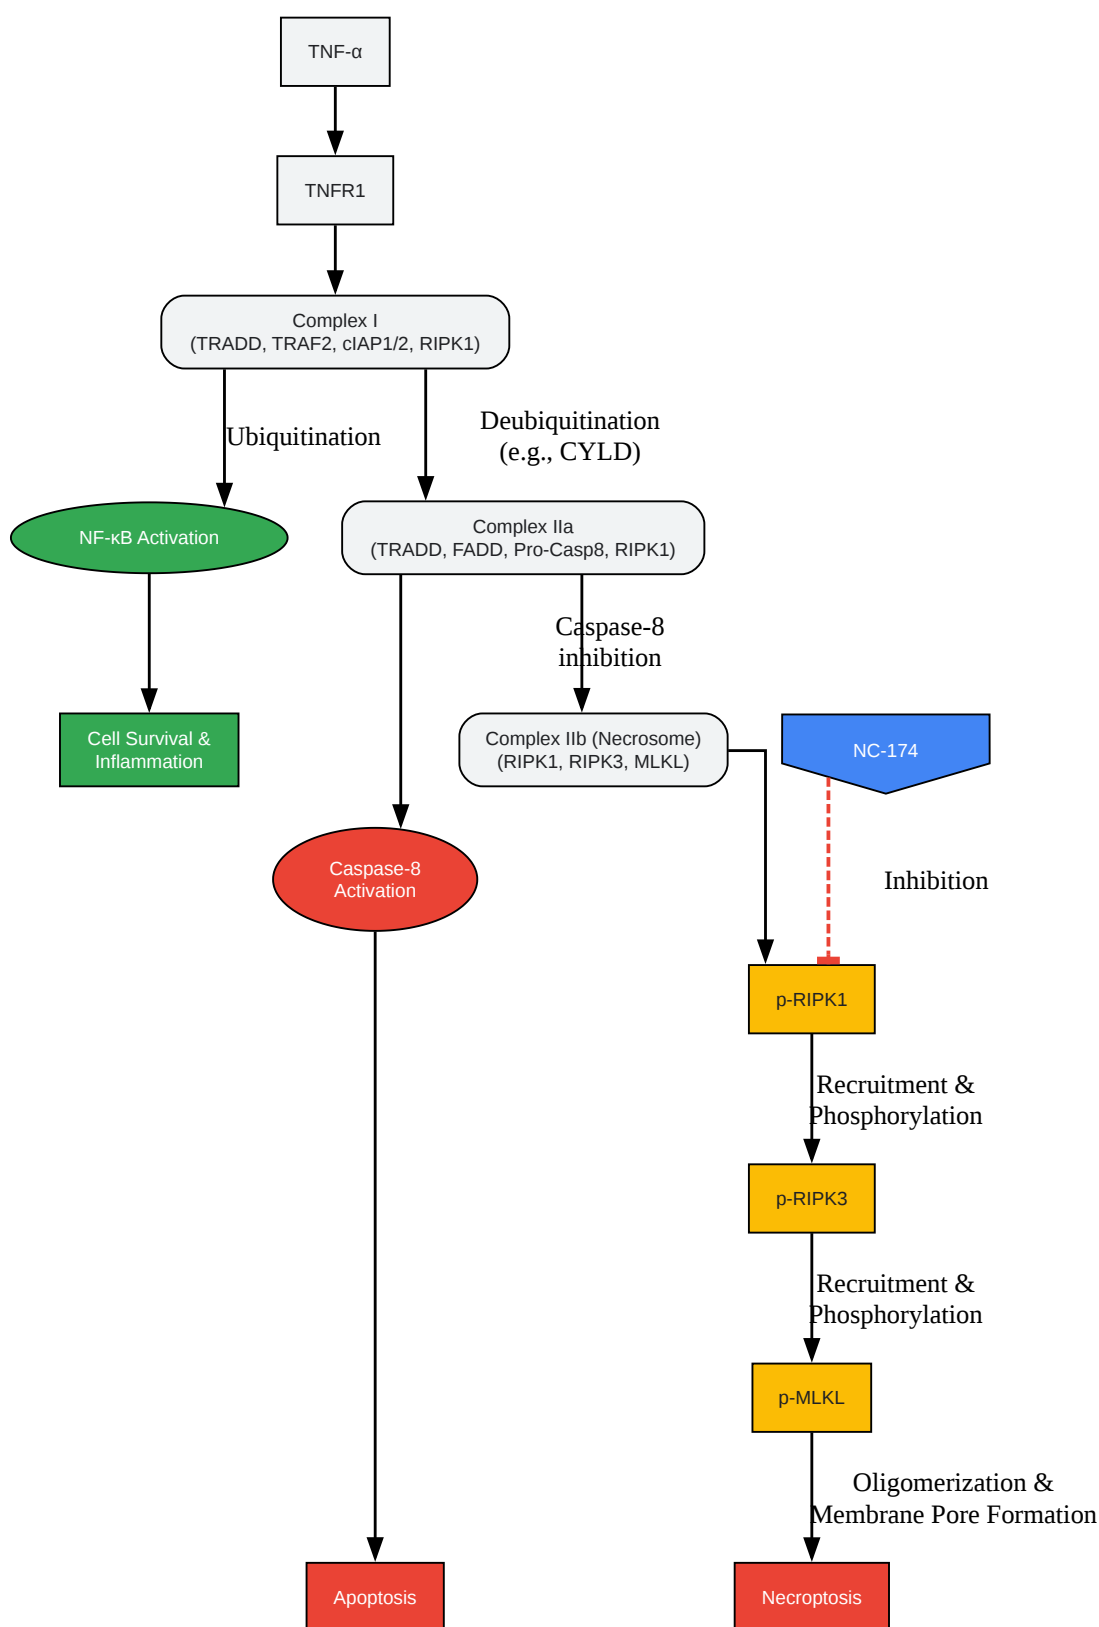 TNF-α
TNFR1
Complex I
(TRADD, TRAF2, cIAP1/2, RIPK1)
Ubiquitination
Deubiquitination
(e.g., CYLD)
NF-κB Activation
Complex IIa
(TRADD, FADD, Pro-Casp8, RIPK1)
Caspase-8
inhibition
Cell Survival &
Inflammation
Complex IIb (Necrosome)
(RIPK1, RIPK3, MLKL)
NC-174
Caspase-8
Activation
Inhibition
p-RIPK1
Recruitment &
Phosphorylation
p-RIPK3
Recruitment &
Phosphorylation
p-MLKL
Oligomerization &
Membrane Pore Formation
Apoptosis
Necroptosis